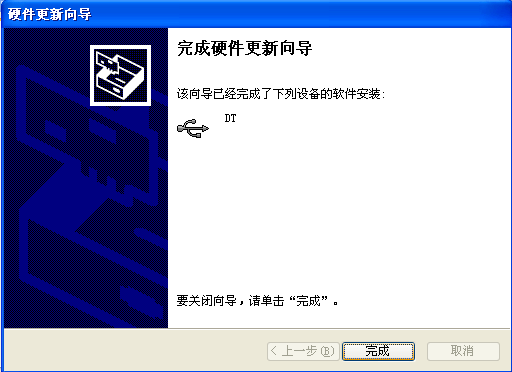 硬件更新向导
完成硬件更新向导
该向导已经完成了下列设备的软件安装:
DT
要关闭向导，请单击“完成”。
< 上一步(B)
完成
取消